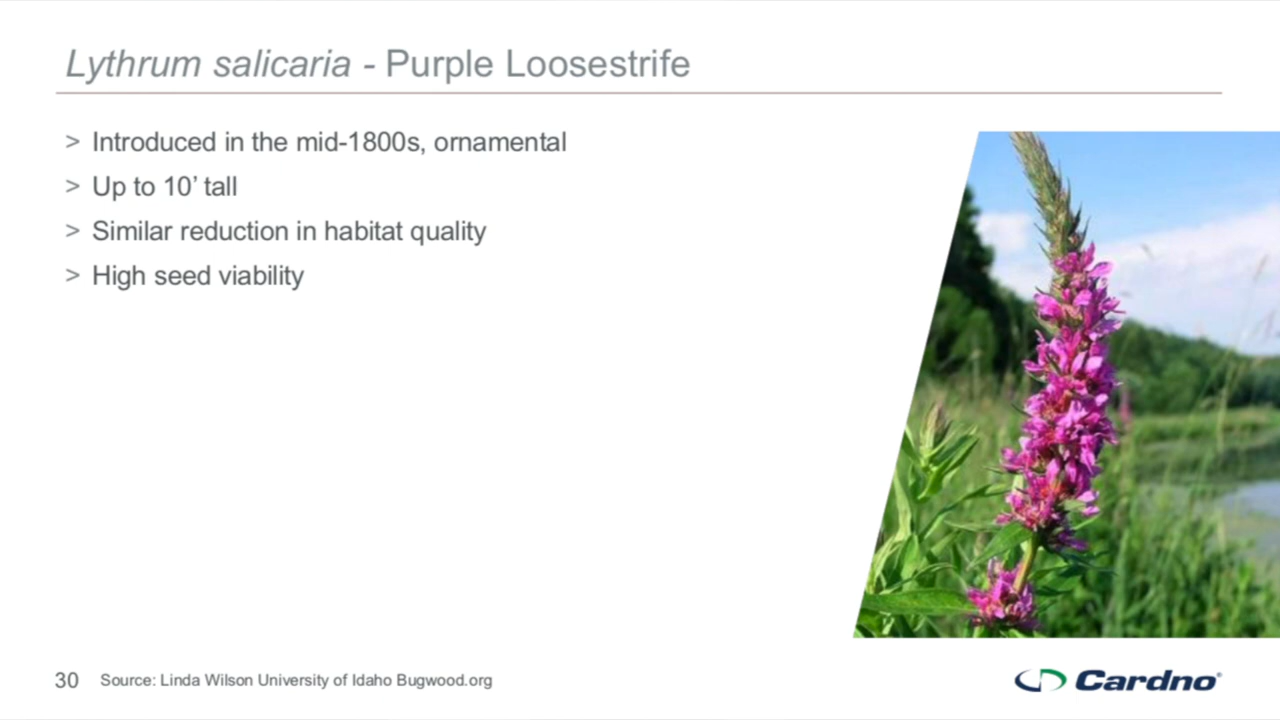 Lythrum salicaria - Purple Loosestrife
> Introduced in the mid-1800s, ornamental
> Up to 10’ tall
> Similar reduction in habitat quality
> High seed viability
30 Source: Linda Wilson University of Idaho Bugwood.org
Cardno®